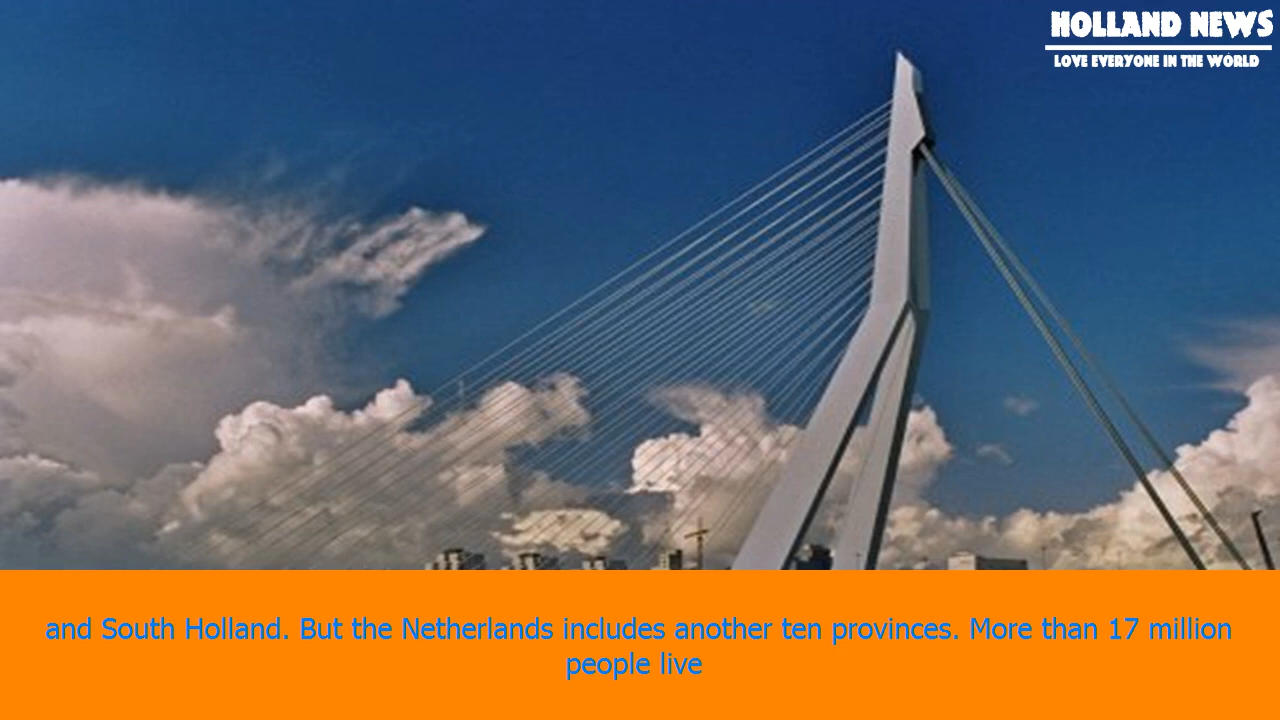 HOLLAND NEWS
LOVE EVERYONE IN THE WORLD
and South Holland. But the Netherlands includes another ten provinces. More than 17 million
people live